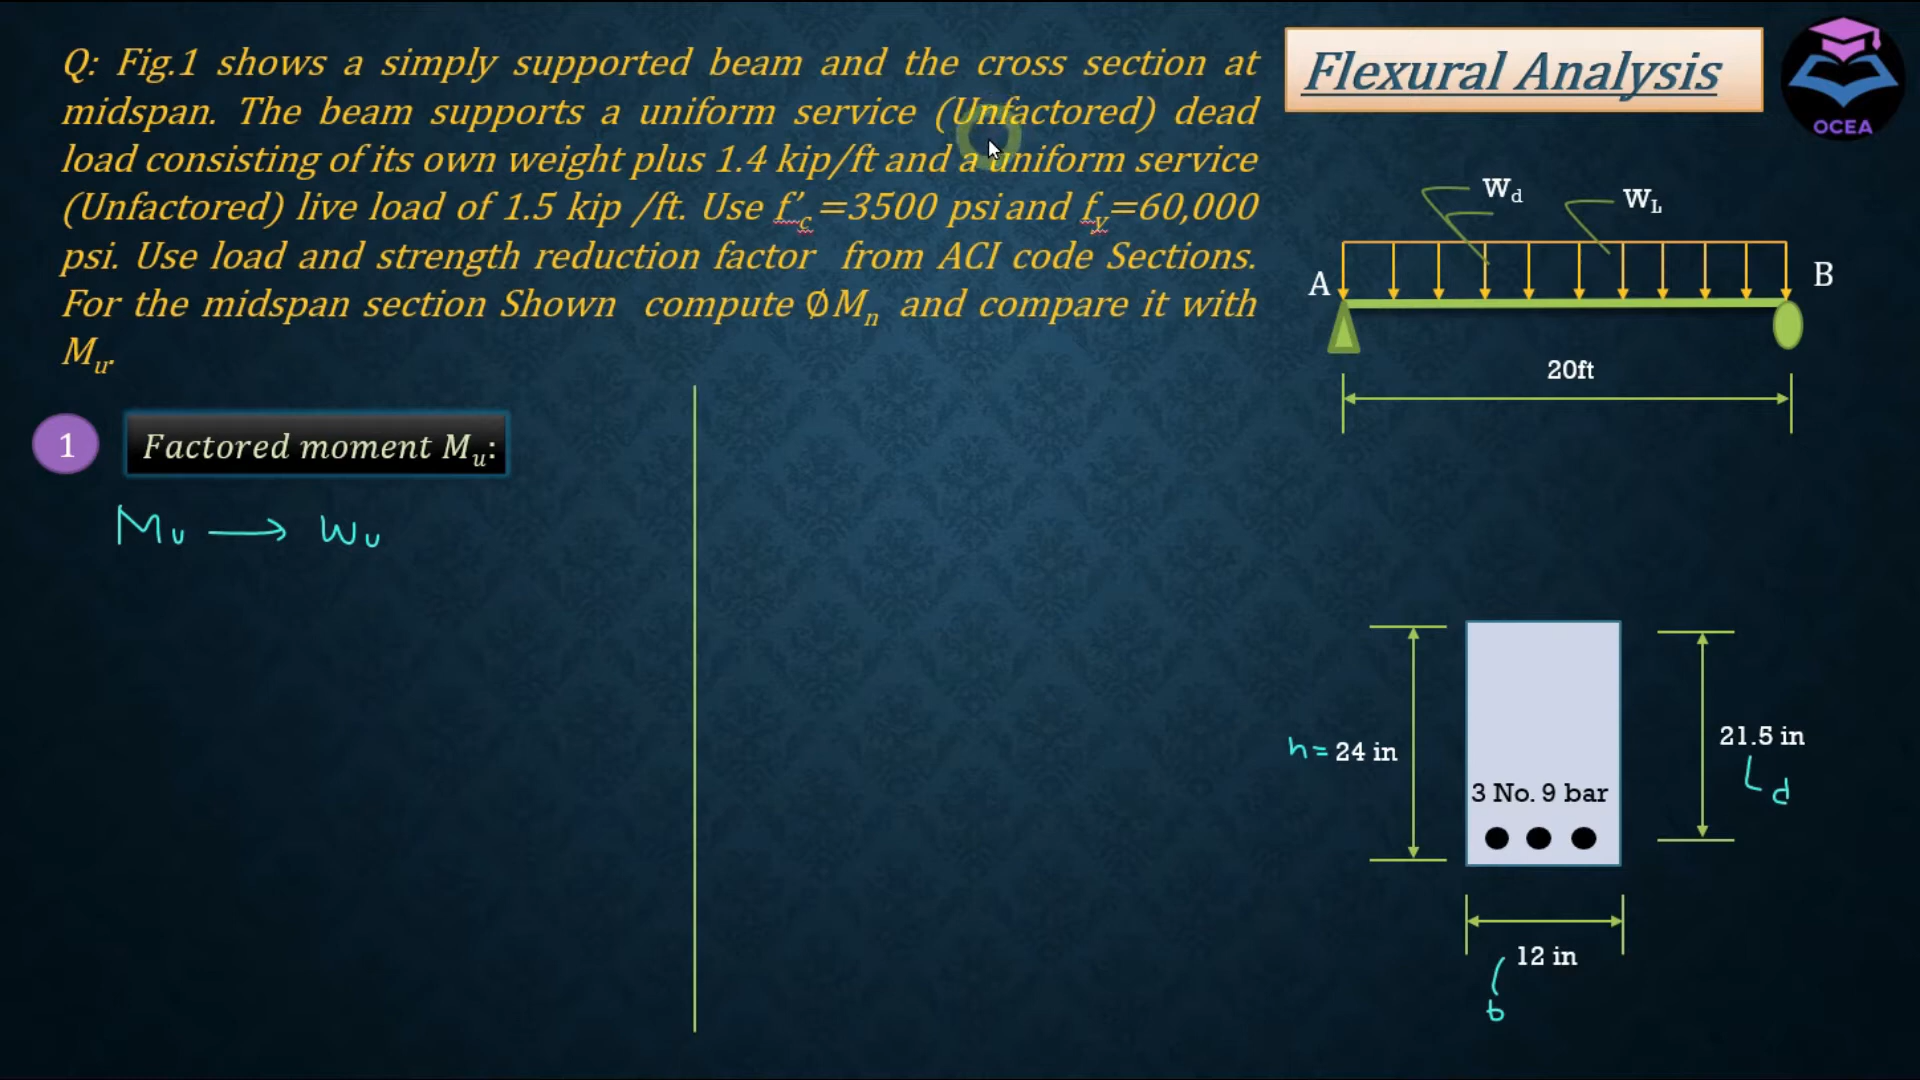 Q: Fig.1 shows a simply supported beam and the cross section at
midspan. The beam supports a uniform service (Unfactored) dead
load consisting of its own weight plus 1.4 kip/ft and a uniform service
(Unfactored) live load of 1.5 kip /ft. Use f'c =3500 psi and fy=60,000
psi. Use load and strength reduction factor from ACI code Sections.
For the midspan section Shown compute ∅Mn and compare it with
Mu.
Flexural Analysis
OCEA
Wd
WL
A
B
20ft
1
Factored moment Mu:
Mu → Wu
h = 24 in
21.5 in
d
3 No. 9 bar
12 in
b